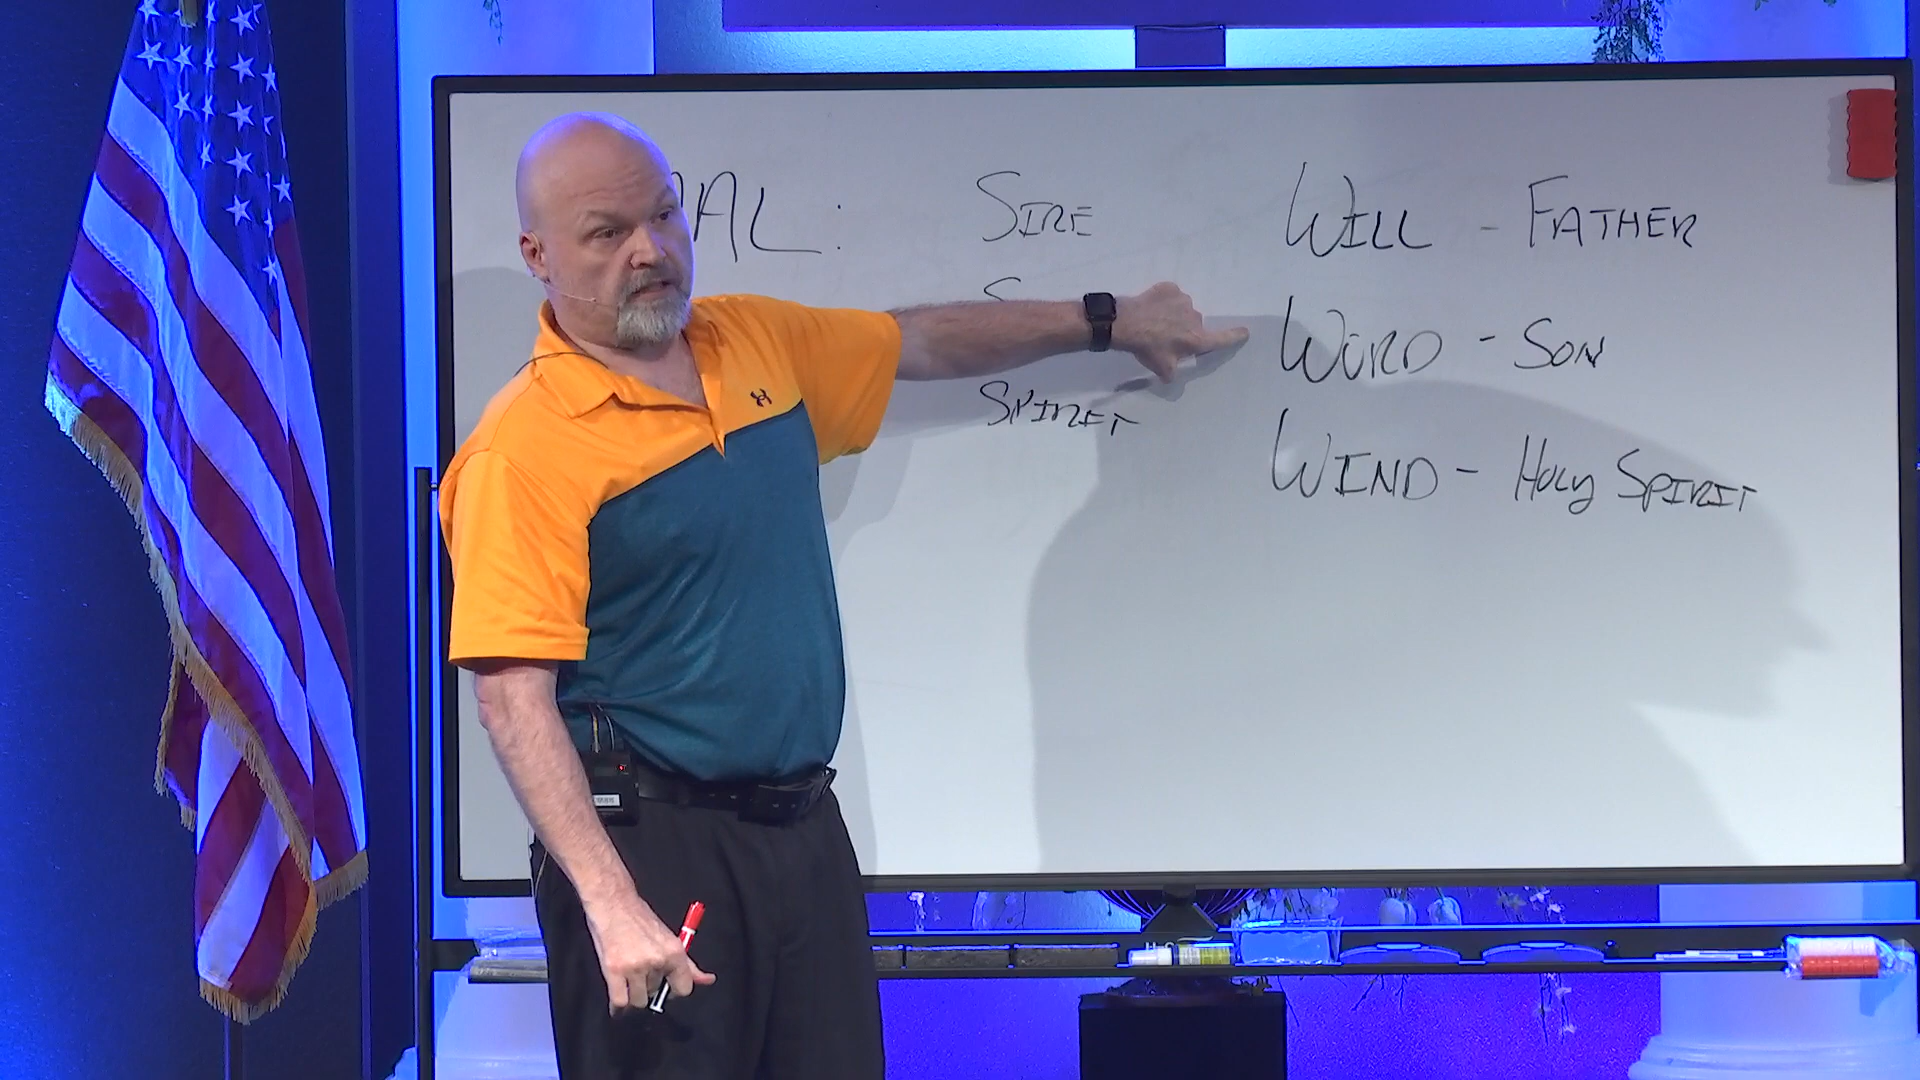 AL : SIRE WILL - FATHER
S WORD - SON
SPIRIT WIND - HOLY SPIRIT